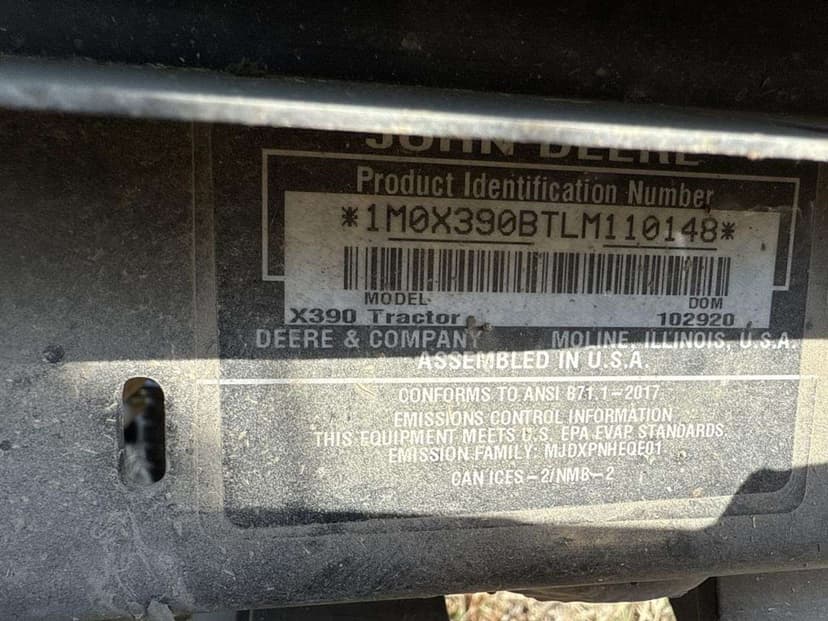 JOHN DEERE
Product Identification Number
*1M0X390BTLM110148*
MODEL DOM
X390 Tractor 102920
DEERE & COMPANY MOLINE, ILLINOIS, U.S.A.
ASSEMBLED IN U.S.A.
CONFORMS TO ANSI B71.1-2017
EMISSIONS CONTROL INFORMATION
THIS EQUIPMENT MEETS U.S. EPA EVAP STANDARDS.
EMISSION FAMILY: MJDXPNHEQE01
CAN ICES-2/NMB-2